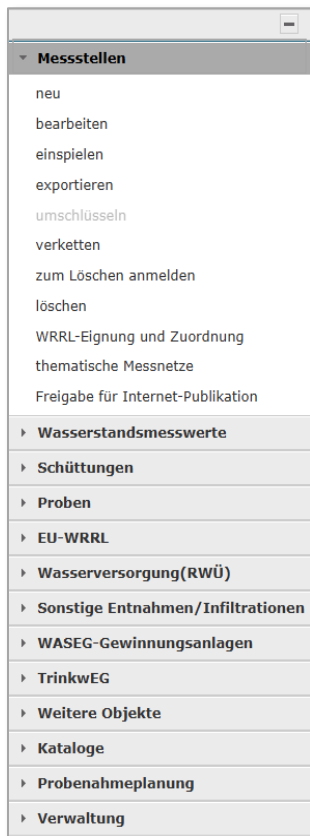 Messstellen
neu
bearbeiten
einspielen
exportieren
umschlüsseln
verketten
zum Löschen anmelden
löschen
WRRL-Eignung und Zuordnung
thematische Messnetze
Freigabe für Internet-Publikation
Wasserstandsmesswerte
Schüttungen
Proben
EU-WRRL
Wasserversorgung(RWÜ)
Sonstige Entnahmen/Infiltrationen
WASEG-Gewinnungsanlagen
TrinkwEG
Weitere Objekte
Kataloge
Probenahmeplanung
Verwaltung